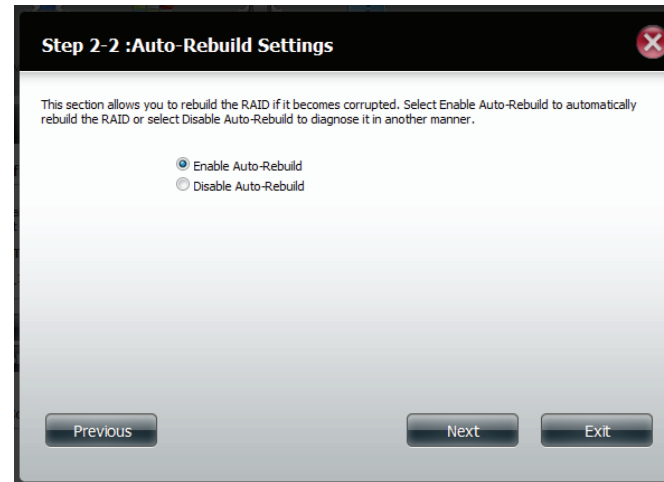 Step 2-2 :Auto-Rebuild Settings
This section allows you to rebuild the RAID if it becomes corrupted. Select Enable Auto-Rebuild to automatically
rebuild the RAID or select Disable Auto-Rebuild to diagnose it in another manner.
Enable Auto-Rebuild
Disable Auto-Rebuild
Previous
Next
Exit